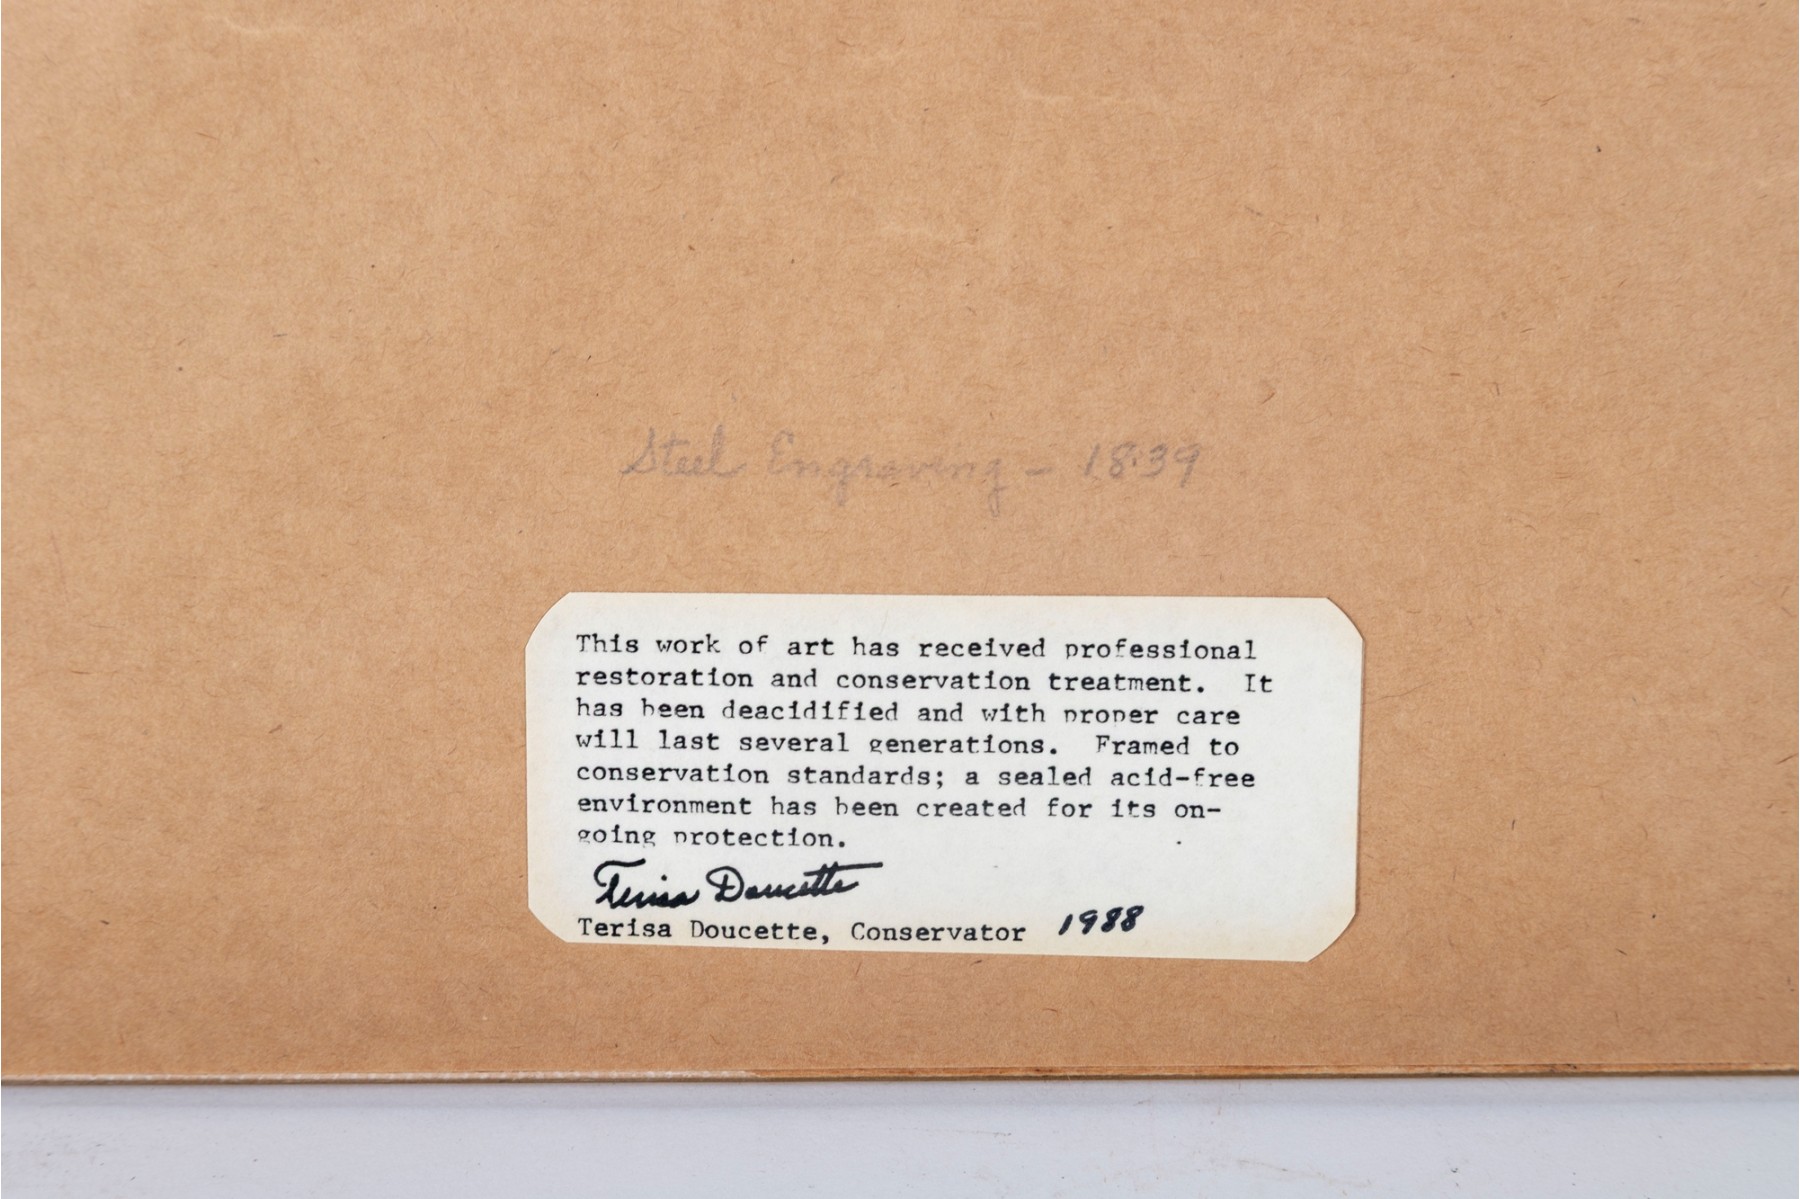 Steel Engraving - 1839
This work of art has received professional
restoration and conservation treatment. It
has been deacidified and with proper care
will last several generations. Framed to
conservation standards; a sealed acid-free
environment has been created for its on-
going protection.
Terisa Doucette
Terisa Doucette, Conservator 1988